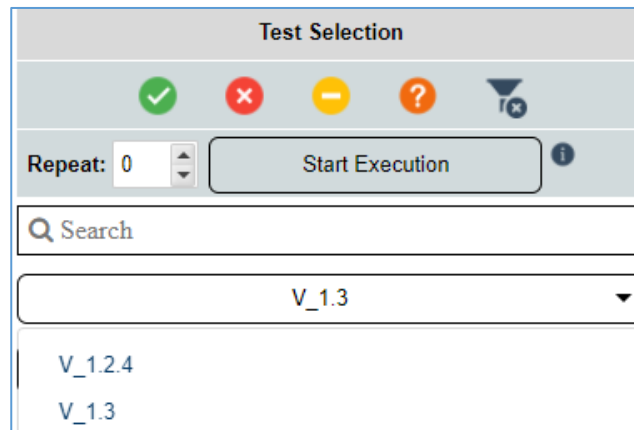 Test Selection
Repeat: 0 Start Execution
Search
V_1.3
V_1.2.4
V_1.3